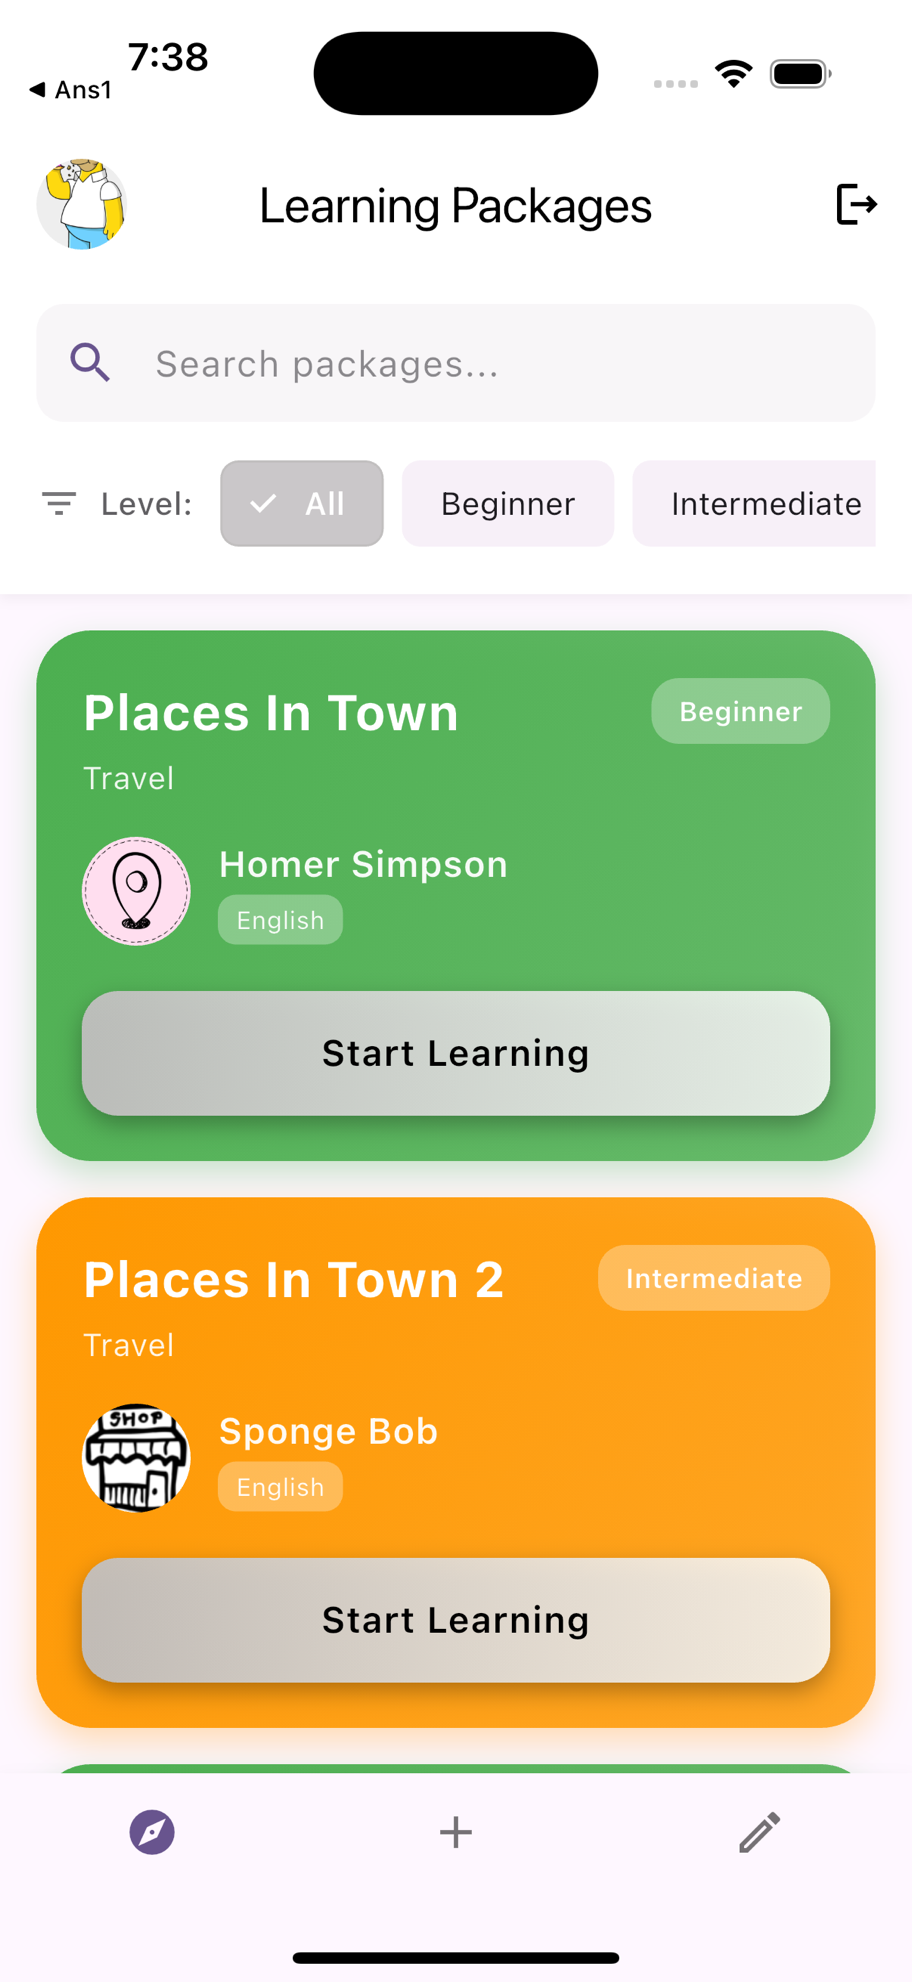 7:38
◀ Ans1
Learning Packages
Search packages...
Level:
All
Beginner
Intermediate
Places In Town
Beginner
Travel
Homer Simpson
English
Start Learning
Places In Town 2
Intermediate
Travel
SHOP
Sponge Bob
English
Start Learning